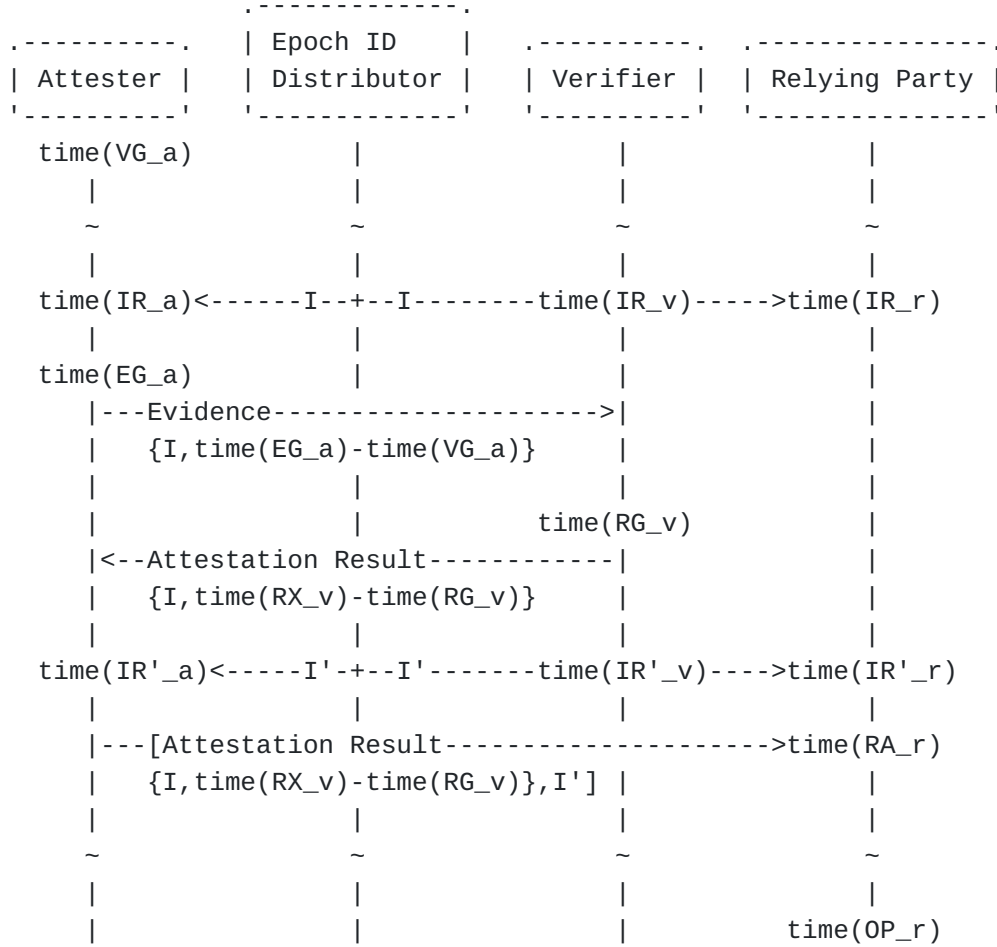 .-------------.
.----------.     | Epoch ID    |   .----------.  .---------------.
| Attester |     | Distributor |   | Verifier |  | Relying Party |
'----------'     '-------------'   '----------'  '---------------'
  time(VG_a)            |                |               |
     |                  |                |               |
     ~                  ~                ~               ~
     |                  |                |               |
  time(IR_a)<------I--+--I--------time(IR_v)----->time(IR_r)
     |                  |                |               |
  time(EG_a)            |                |               |
     |---Evidence--------------------->|               |
     |   {I,time(EG_a)-time(VG_a)}     |               |
     |                  |                |               |
     |                  |           time(RG_v)           |
     |<--Attestation Result------------|               |
     |   {I,time(RX_v)-time(RG_v)}     |               |
     |                  |                |               |
  time(IR'_a)<-----I'-+--I'-------time(IR'_v)---->time(IR'_r)
     |                  |                |               |
     |---[Attestation Result--------------------->time(RA_r)
     |   {I,time(RX_v)-time(RG_v)},I'] |               |
     |                  |                |               |
     ~                  ~                ~               ~
     |                  |                |               |
     |                  |                |          time(OP_r)